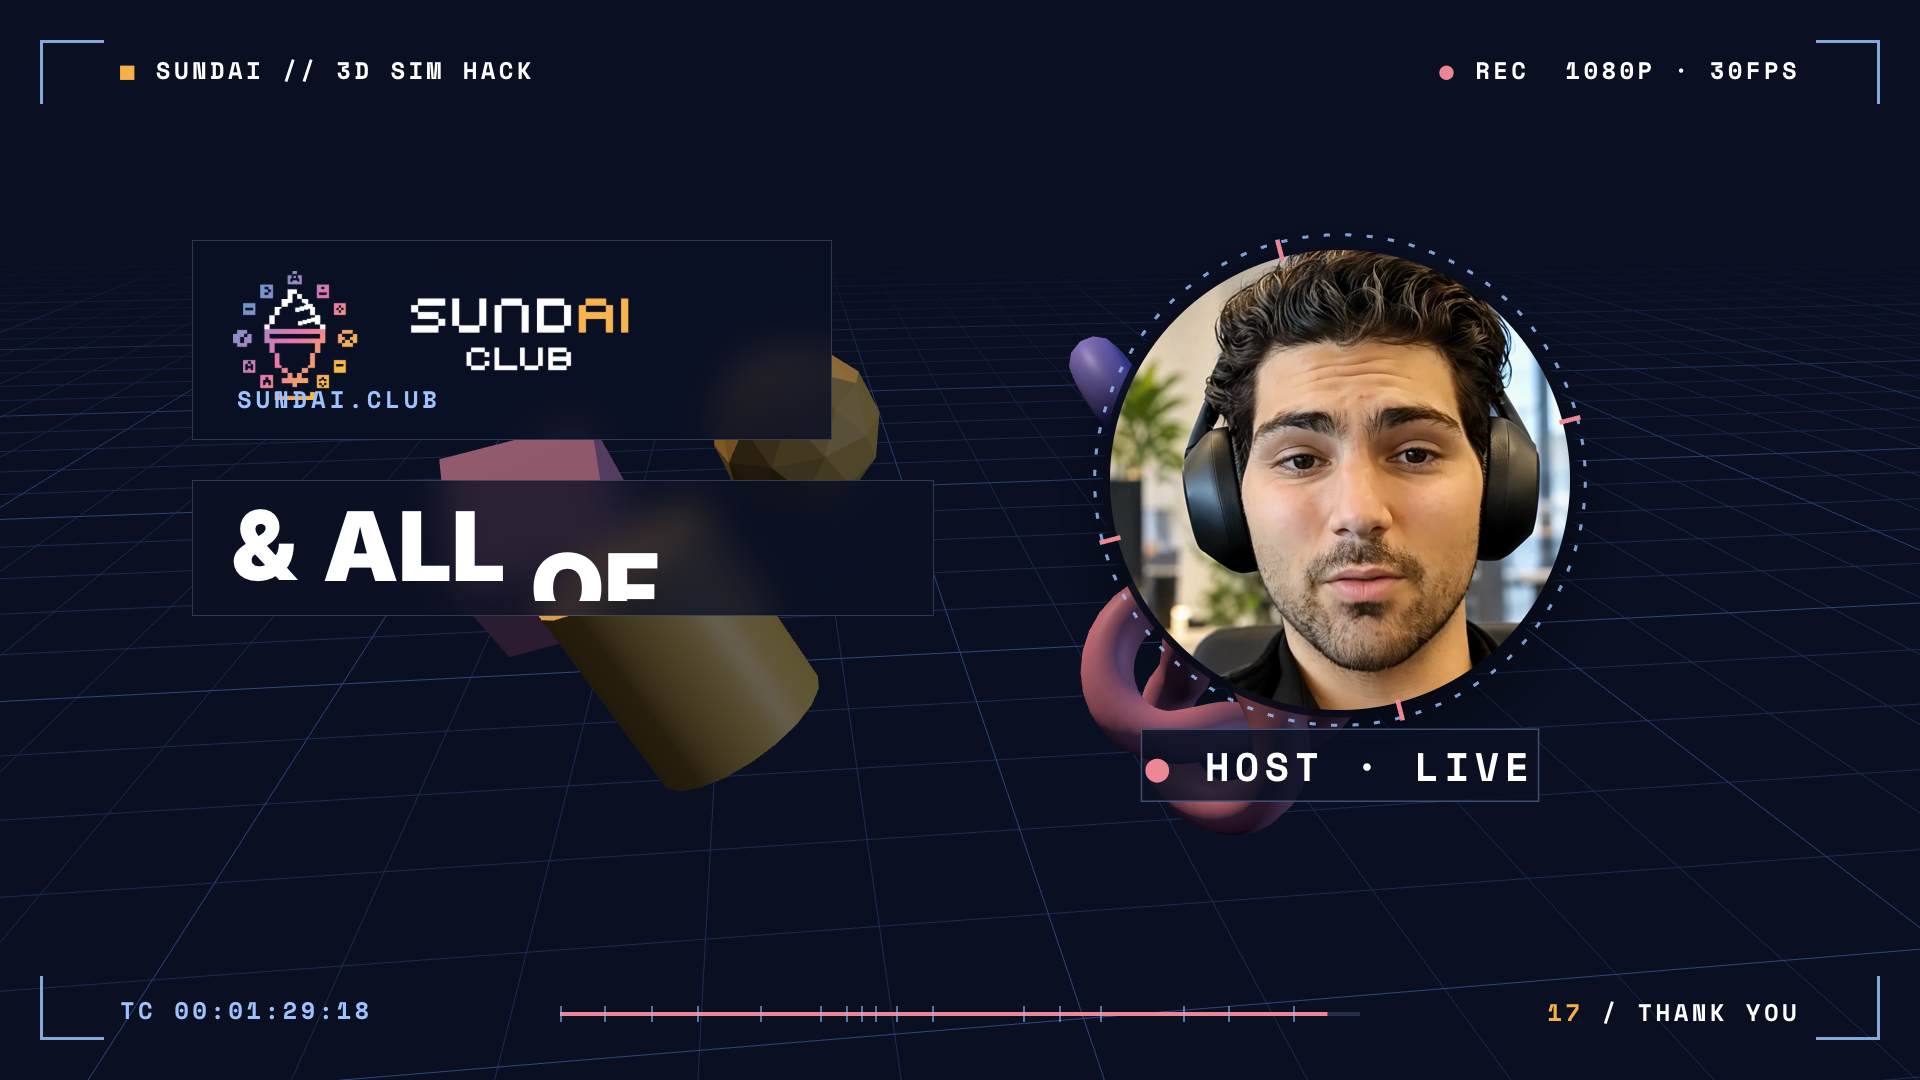 SUNDAI // 3D SIM HACK
REC 1080P · 30FPS
SUNDAI
CLUB
SUNDAI.CLUB
& ALL OF
HOST · LIVE
TC 00:01:29:18
17 / THANK YOU